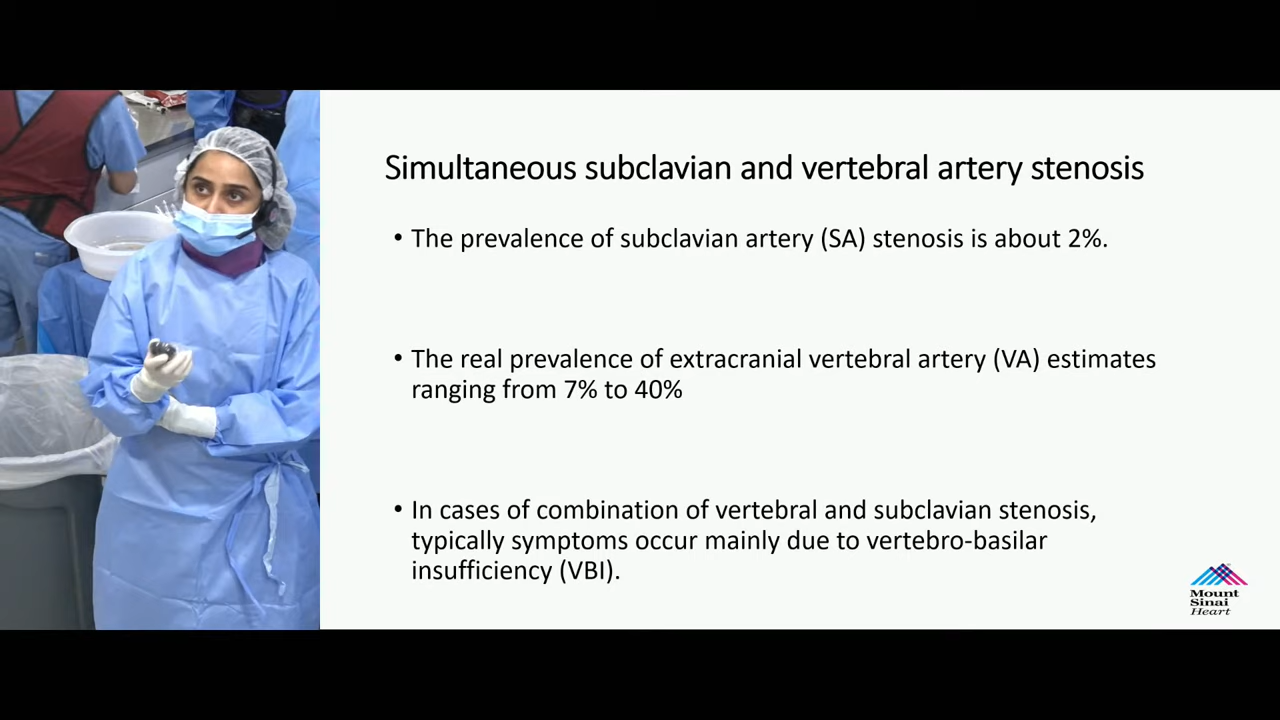 Simultaneous subclavian and vertebral artery stenosis
• The prevalence of subclavian artery (SA) stenosis is about 2%.
• The real prevalence of extracranial vertebral artery (VA) estimates
ranging from 7% to 40%
• In cases of combination of vertebral and subclavian stenosis,
typically symptoms occur mainly due to vertebro-basilar
insufficiency (VBI).
Mount
Sinai
Heart